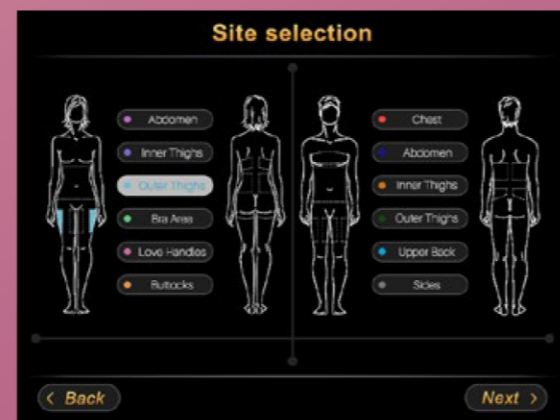 Site selection
Abdomen
Inner Thighs
Outer Thighs
Bra Area
Love Handles
Buttocks
Chest
Abdomen
Inner Thighs
Outer Thighs
Upper Back
Sides
< Back
Next >